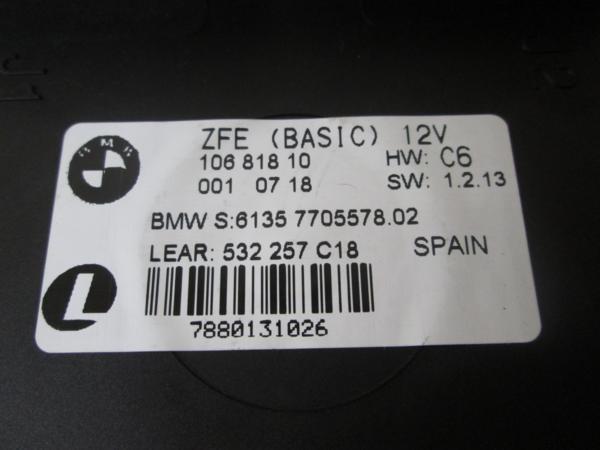 BMW
ZFE (BASIC) 12V
106 818 10 HW: C6
001 07 18 SW: 1.2.13
BMW S:6135 7705578.02
LEAR: 532 257 C18 SPAIN
L
7880131026